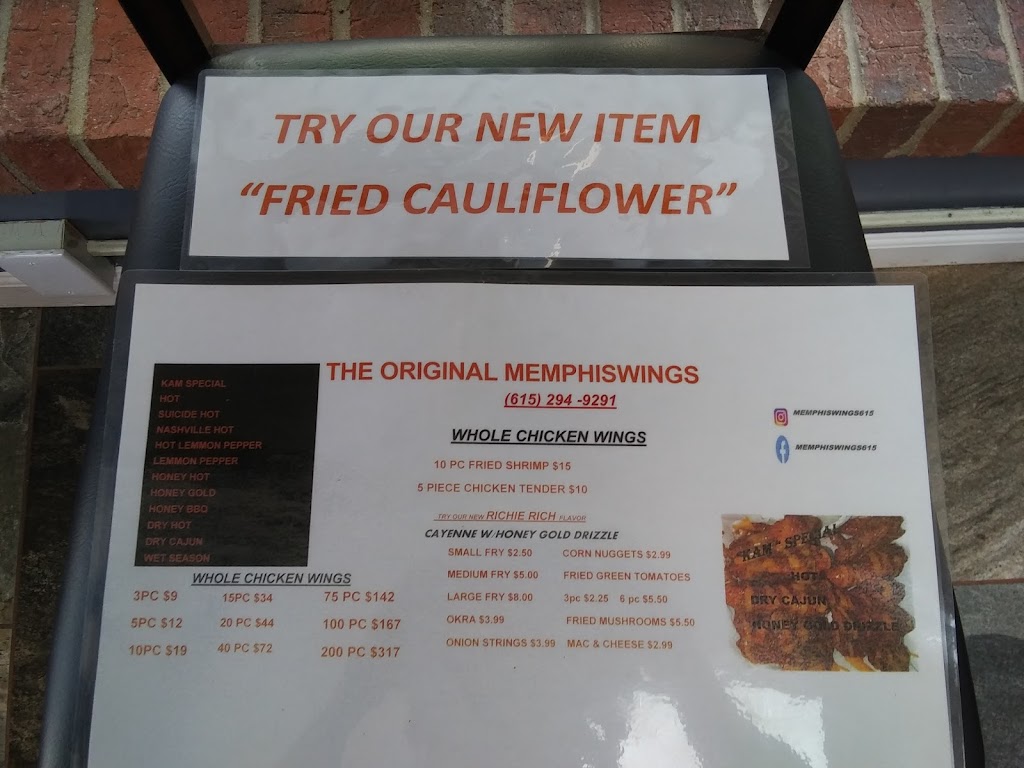 TRY OUR NEW ITEM
“FRIED CAULIFLOWER”
THE ORIGINAL MEMPHISWINGS
(615) 294 -9291
KAM SPECIAL
HOT
SUICIDE HOT
NASHVILLE HOT
HOT LEMMON PEPPER
LEMMON PEPPER
HONEY HOT
HONEY GOLD
HONEY BBQ
DRY HOT
DRY CAJUN
WET SEASON
WHOLE CHICKEN WINGS
10 PC FRIED SHRIMP $15
5 PIECE CHICKEN TENDER $10
TRY OUR NEW RICHIE RICH FLAVOR
CAYENNE W/HONEY GOLD DRIZZLE
SMALL FRY $2.50 CORN NUGGETS $2.99
MEDIUM FRY $5.00 FRIED GREEN TOMATOES
LARGE FRY $8.00 3pc $2.25 6 pc $5.50
OKRA $3.99 FRIED MUSHROOMS $5.50
ONION STRINGS $3.99 MAC & CHEESE $2.99
WHOLE CHICKEN WINGS
3PC $9 15PC $34 75 PC $142
5PC $12 20 PC $44 100 PC $167
10PC $19 40 PC $72 200 PC $317
MEMPHISWINGS615
MEMPHISWINGS615
"KAM" SPECIAL
HOT
DRY CAJUN
HONEY GOLD DRIZZLE